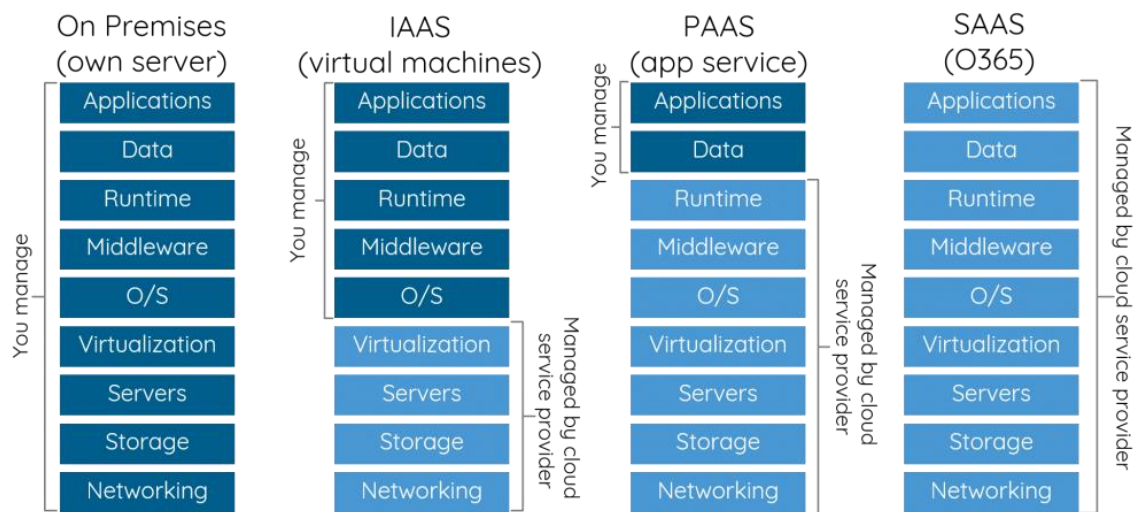 On Premises
(own server)
You manage
Applications
Data
Runtime
Middleware
O/S
Virtualization
Servers
Storage
Networking
IAAS
(virtual machines)
You manage
Applications
Data
Runtime
Middleware
O/S
Virtualization
Servers
Storage
Networking
Managed by cloud
service provider
PAAS
(app service)
You manage
Applications
Data
Runtime
Middleware
O/S
Virtualization
Servers
Storage
Networking
Managed by cloud
service provider
SAAS
(O365)
Applications
Data
Runtime
Middleware
O/S
Virtualization
Servers
Storage
Networking
Managed by cloud service provider